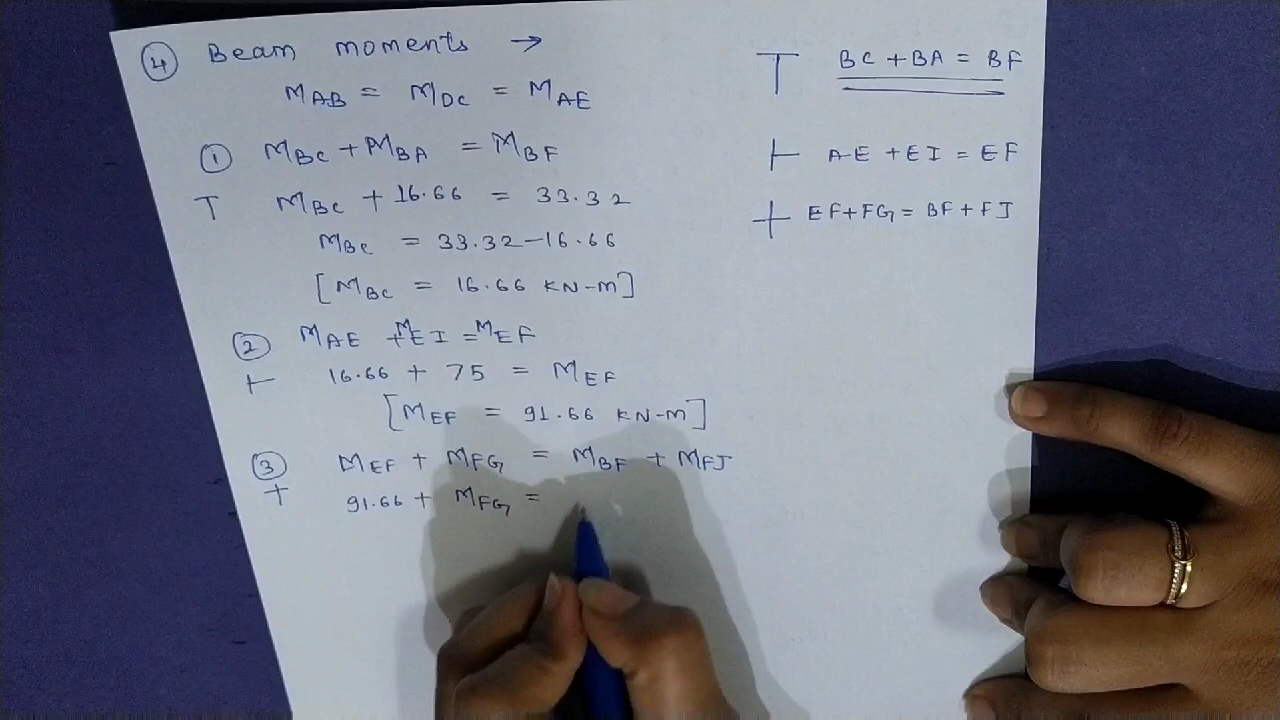 ④ Beam moments →
MAB = MDC = MAE
① MBC + MBA = MBF
T MBC + 16.66 = 33.32
MBC = 33.32-16.66
[MBC = 16.66 KN-m]
② MAE + MEI = MEF
⊢ 16.66 + 75 = MEF
[MEF = 91.66 KN-m]
③ MEF + MFG = MBF + MFJ
+ 91.66 + MFG =
T BC + BA = BF
⊢ AE + EI = EF
+ EF+FG = BF + FJ